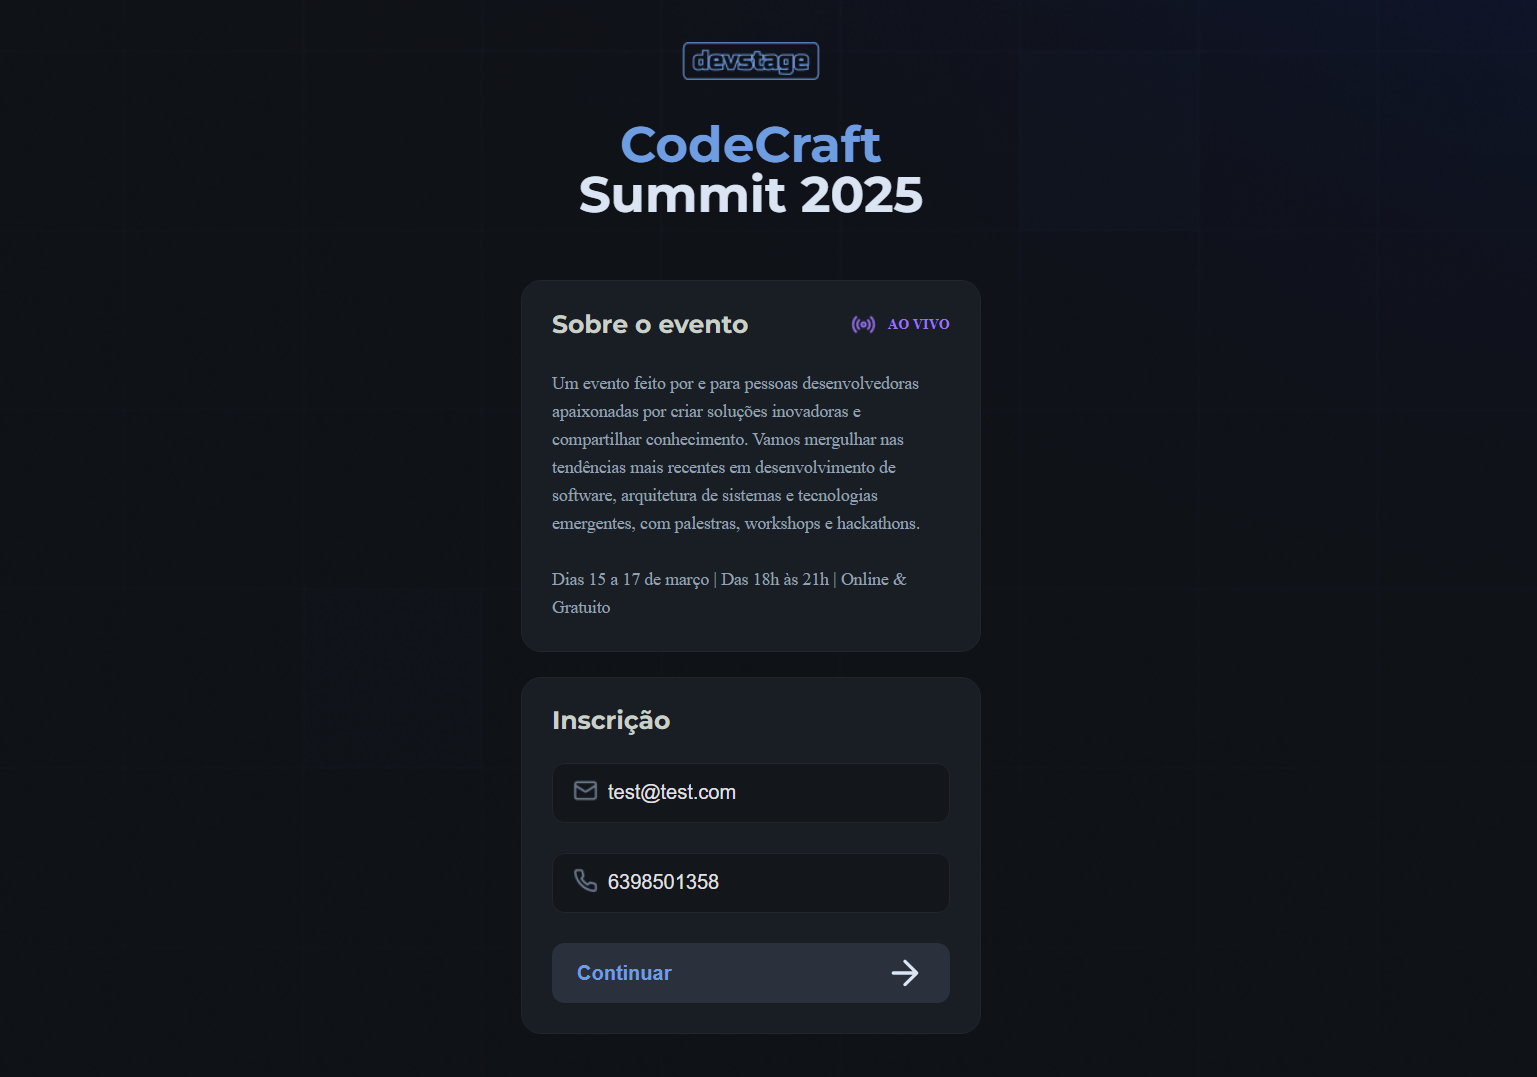 devstage
CodeCraft
Summit 2025
Sobre o evento
AO VIVO
Um evento feito por e para pessoas desenvolvedoras
apaixonadas por criar soluções inovadoras e
compartilhar conhecimento. Vamos mergulhar nas
tendências mais recentes em desenvolvimento de
software, arquitetura de sistemas e tecnologias
emergentes, com palestras, workshops e hackathons.
Dias 15 a 17 de março | Das 18h às 21h | Online &
Gratuito
Inscrição
test@test.com
6398501358
Continuar